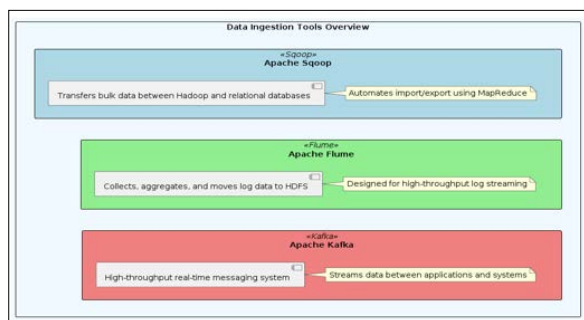 Data Ingestion Tools Overview
«Sqoop»
Apache Sqoop
Transfers bulk data between Hadoop and relational databases
Automates import/export using MapReduce
«Flume»
Apache Flume
Collects, aggregates, and moves log data to HDFS
Designed for high-throughput log streaming
«Kafka»
Apache Kafka
High-throughput real-time messaging system
Streams data between applications and systems